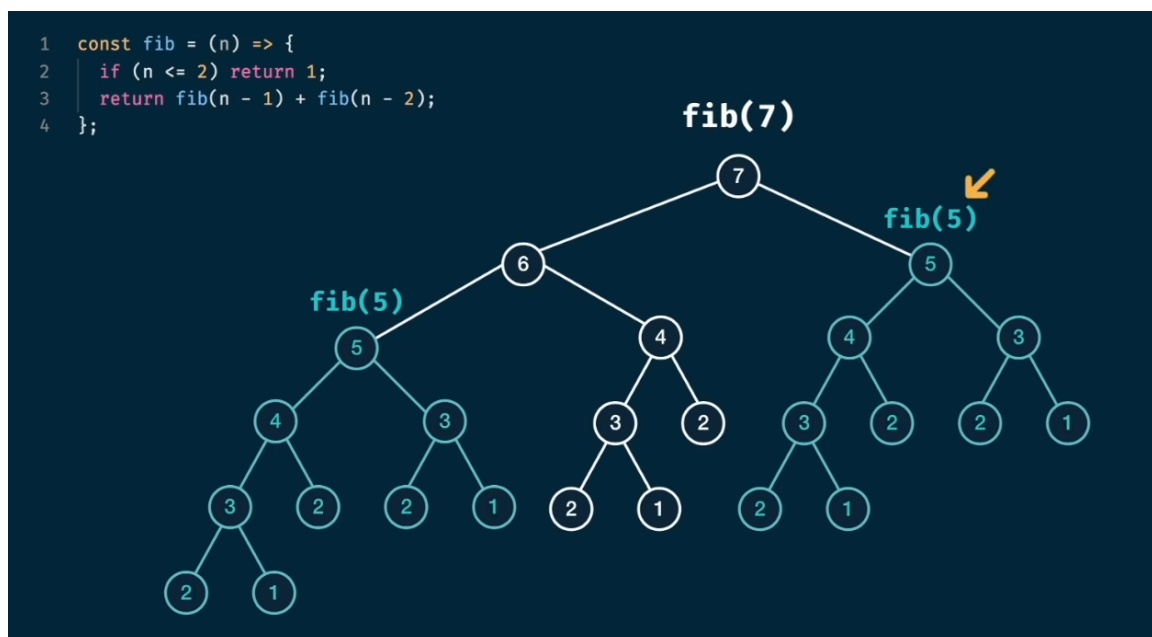 1 const fib = (n) => {
2 if (n <= 2) return 1;
3 return fib(n - 1) + fib(n - 2);
4 };
fib(7)
7
fib(5)
6 5
fib(5)
5 4 4 3
4 3 3 2 3 2 2 1
3 2 2 1 2 1 2 1
2 1